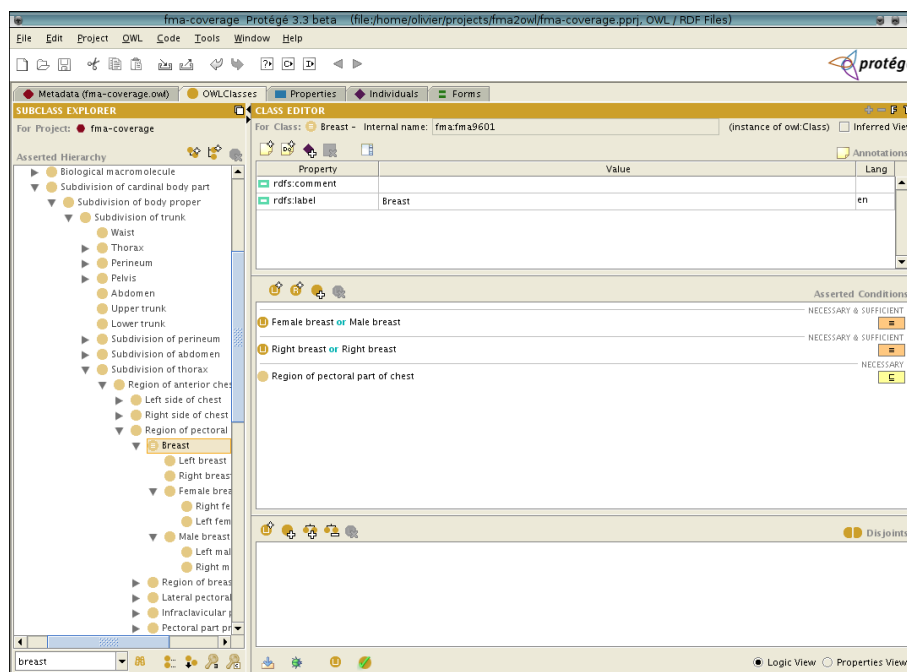 fma-coverage Protégé 3.3 beta (file:/home/olivier/projects/fma2owl/fma-coverage.pprj, OWL / RDF Files)
File Edit Project OWL Code Tools Window Help
protégé
Metadata (fma-coverage.owl) OWLClasses Properties Individuals Forms
SUBCLASS EXPLORER
For Project: fma-coverage
Asserted Hierarchy
Biological macromolecule
Subdivision of cardinal body part
Subdivision of body proper
Subdivision of trunk
Waist
Thorax
Perineum
Pelvis
Abdomen
Upper trunk
Lower trunk
Subdivision of perineum
Subdivision of abdomen
Subdivision of thorax
Region of anterior ches
Left side of chest
Right side of chest
Region of pectoral
Breast
Left breast
Right breas
Female brea
Right fe
Left fem
Male breast
Left mal
Right m
Region of breas
Lateral pectoral
Infraclavicular p
Pectoral part pr
breast
CLASS EDITOR
For Class: Breast - Internal name: fma:fma9601 (instance of owl:Class) Inferred View
Annotations
Property Value Lang
rdfs:comment
rdfs:label Breast en
Asserted Conditions
NECESSARY & SUFFICIENT
Female breast or Male breast
NECESSARY & SUFFICIENT
Right breast or Right breast
NECESSARY
Region of pectoral part of chest
Disjoints
Logic View Properties View